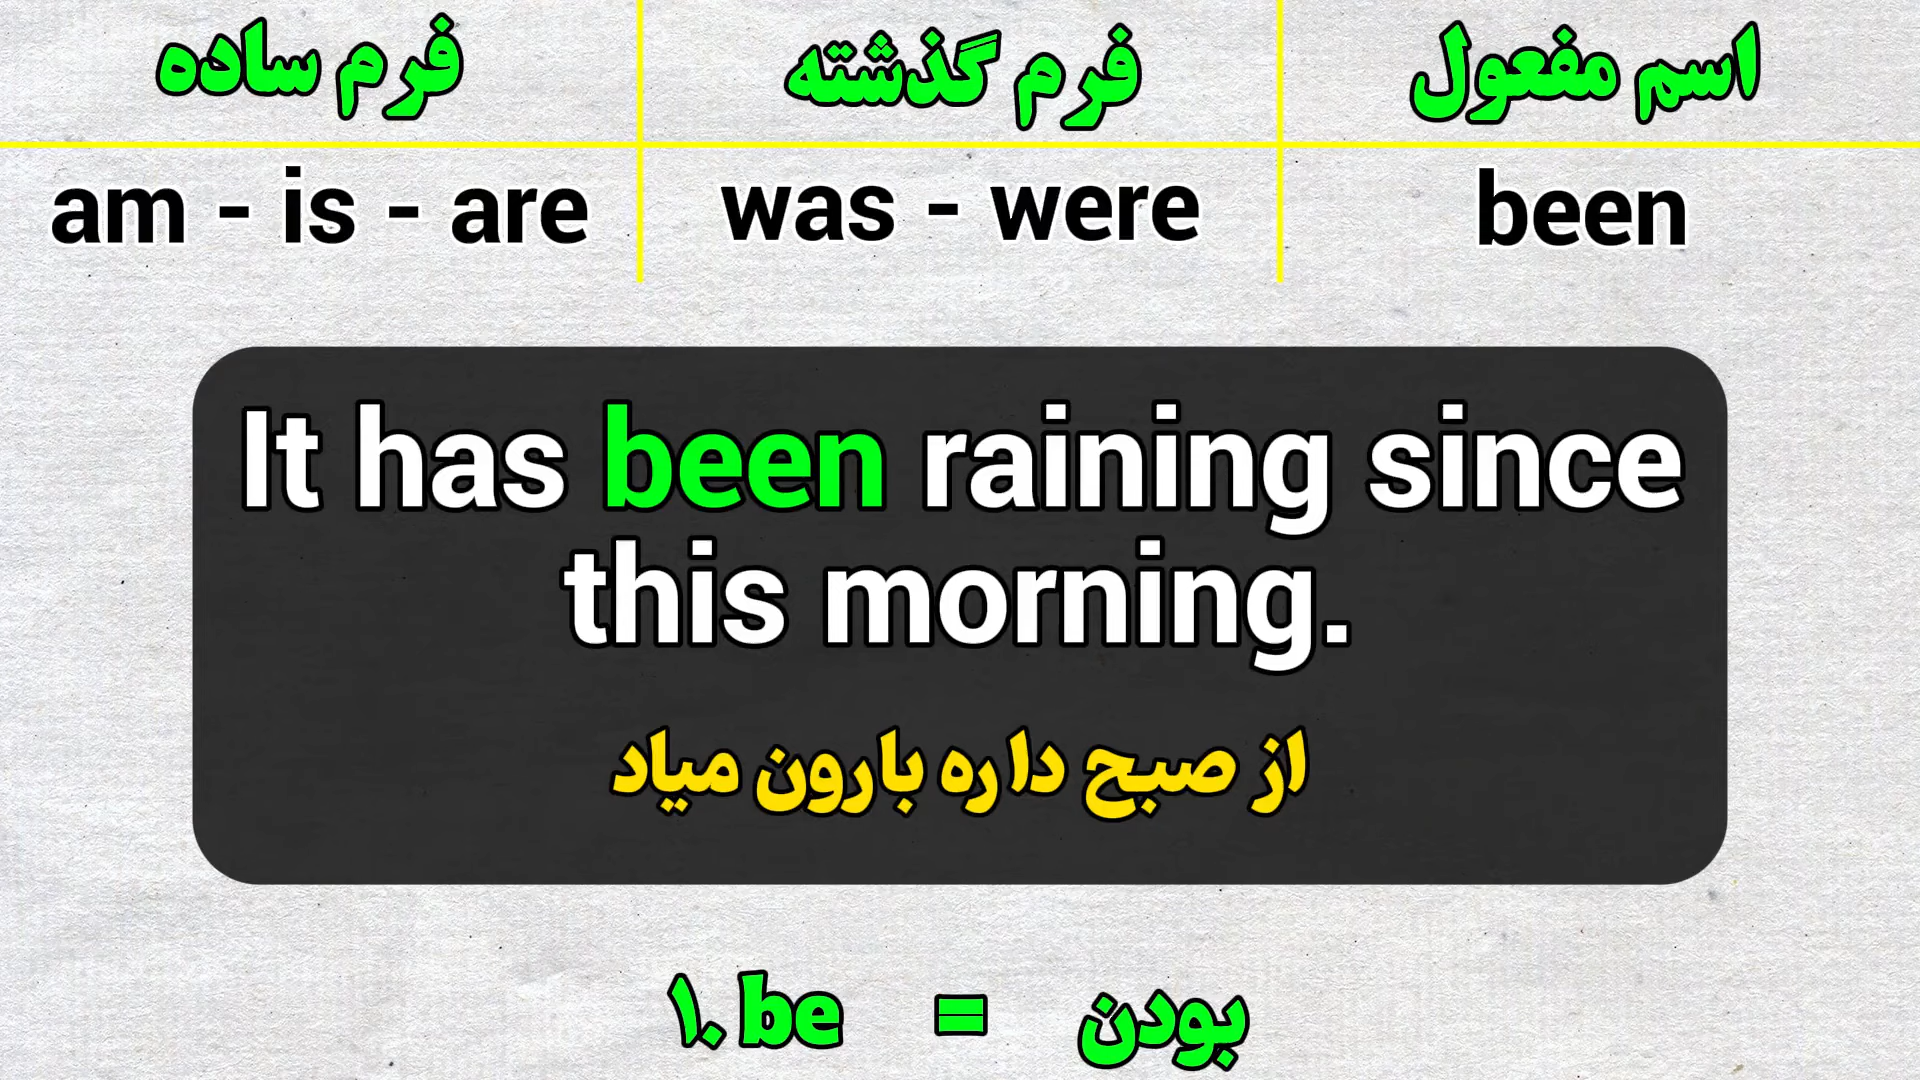 فرم ساده
فرم گذشته
اسم مفعول
am - is - are
was - were
been
It has been raining since
this morning.
از صبح داره بارون میاد
۱. be = بودن